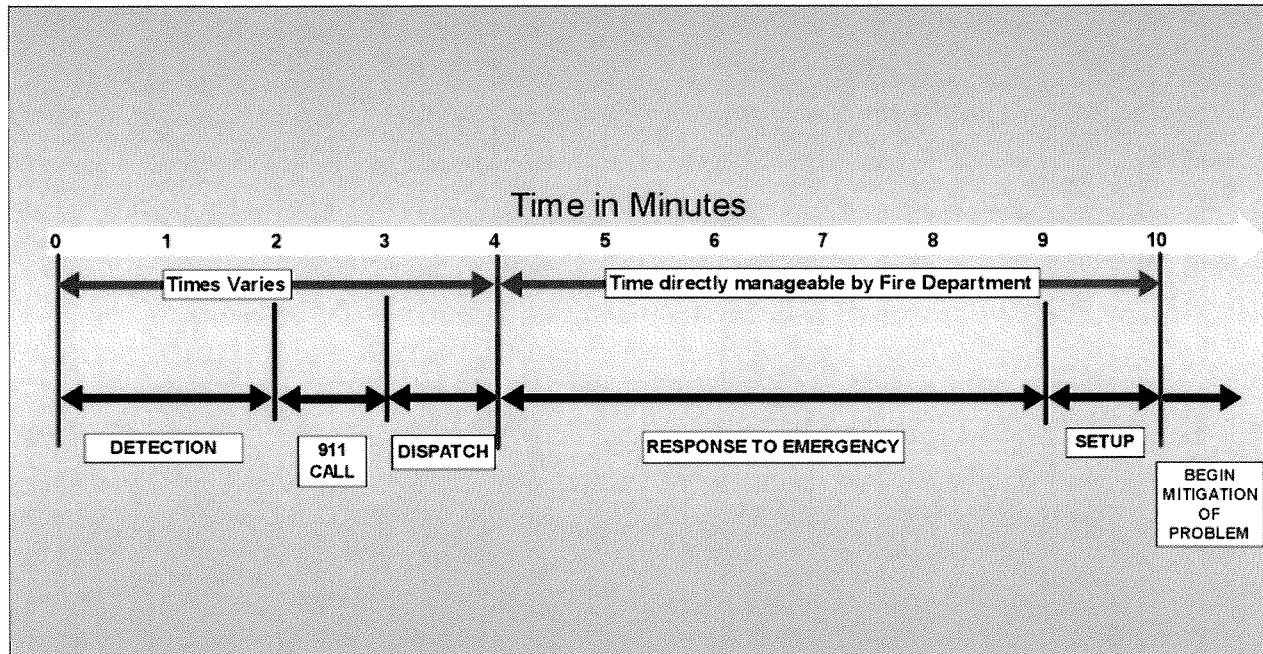 Time in Minutes
0 1 2 3 4 5 6 7 8 9 10
Times Varies
Time directly manageable by Fire Department
DETECTION
911
CALL
DISPATCH
RESPONSE TO EMERGENCY
SETUP
BEGIN
MITIGATION
OF
PROBLEM